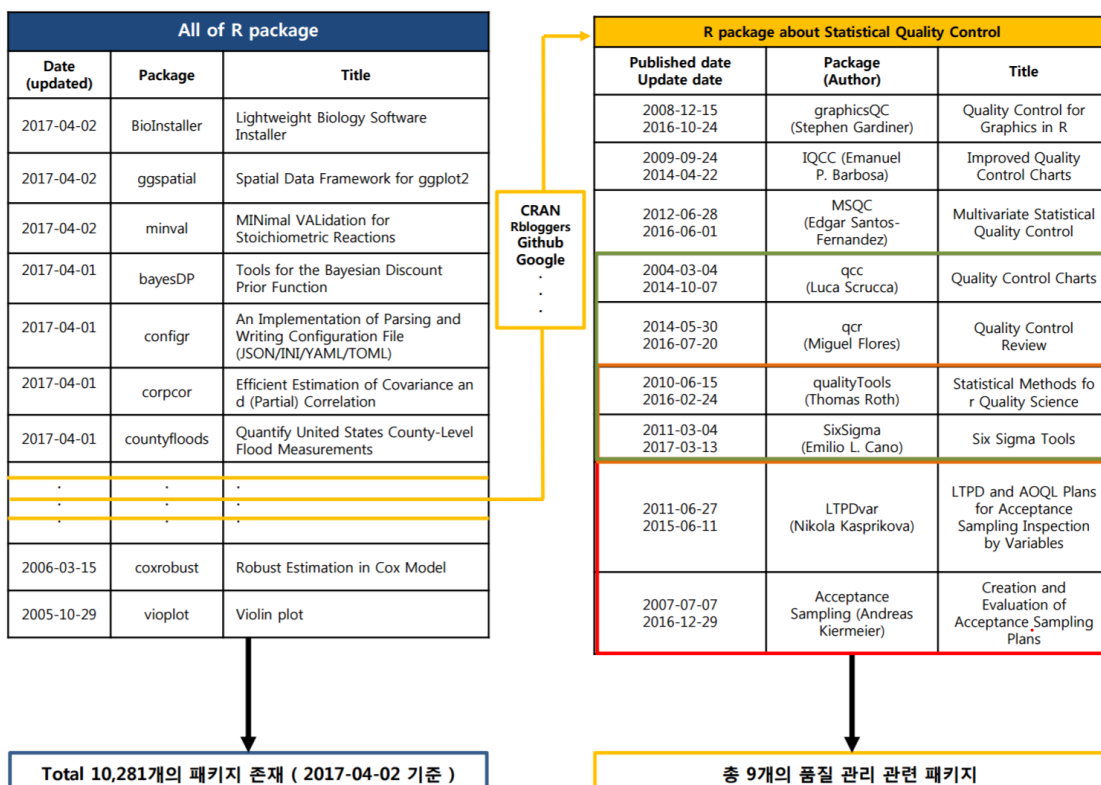 All of R package
Date
(updated)
Package
Title
2017-04-02
BioInstaller
Lightweight Biology Software
Installer
2017-04-02
ggspatial
Spatial Data Framework for ggplot2
2017-04-02
minval
MINimal VALidation for
Stoichiometric Reactions
2017-04-01
bayesDP
Tools for the Bayesian Discount
Prior Function
2017-04-01
configr
An Implementation of Parsing and
Writing Configuration File
(JSON/INI/YAML/TOML)
2017-04-01
corpcor
Efficient Estimation of Covariance an
d (Partial) Correlation
2017-04-01
countyfloods
Quantify United States County-Level
Flood Measurements
. . .
. . .
. . .
2006-03-15
coxrobust
Robust Estimation in Cox Model
2005-10-29
vioplot
Violin plot
Total 10,281개의 패키지 존재 ( 2017-04-02 기준 )
CRAN
Rbloggers
Github
Google
.
.
.
R package about Statistical Quality Control
Published date
Update date
Package
(Author)
Title
2008-12-15
2016-10-24
graphicsQC
(Stephen Gardiner)
Quality Control for
Graphics in R
2009-09-24
2014-04-22
IQCC (Emanuel
P. Barbosa)
Improved Quality
Control Charts
2012-06-28
2016-06-01
MSQC
(Edgar Santos-
Fernandez)
Multivariate Statistical
Quality Control
2004-03-04
2014-10-07
qcc
(Luca Scrucca)
Quality Control Charts
2014-05-30
2016-07-20
qcr
(Miguel Flores)
Quality Control
Review
2010-06-15
2016-02-24
qualityTools
(Thomas Roth)
Statistical Methods fo
r Quality Science
2011-03-04
2017-03-13
SixSigma
(Emilio L. Cano)
Six Sigma Tools
2011-06-27
2015-06-11
LTPDvar
(Nikola Kasprikova)
LTPD and AOQL Plans
for Acceptance
Sampling Inspection
by Variables
2007-07-07
2016-12-29
Acceptance
Sampling (Andreas
Kiermeier)
Creation and
Evaluation of
Acceptance Sampling
Plans
총 9개의 품질 관리 관련 패키지